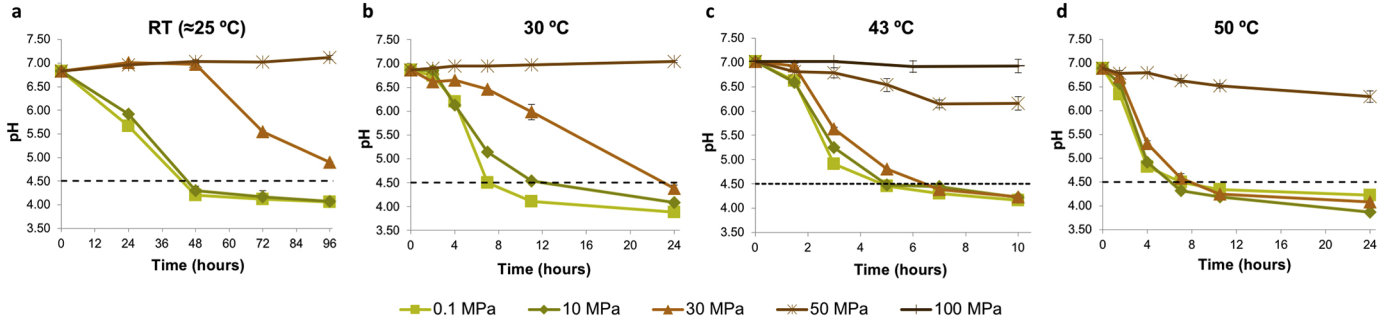 a
RT (≈25 ºC)
7.50
7.00
6.50
6.00
5.50
5.00
4.50
4.00
3.50
pH
0 12 24 36 48 60 72 84 96
Time (hours)
b
30 ºC
7.50
7.00
6.50
6.00
5.50
5.00
4.50
4.00
3.50
pH
0 4 8 12 16 20 24
Time (hours)
c
43 ºC
7.50
7.00
6.50
6.00
5.50
5.00
4.50
4.00
3.50
pH
0 2 4 6 8 10
Time (hours)
d
50 ºC
7.50
7.00
6.50
6.00
5.50
5.00
4.50
4.00
3.50
pH
0 4 8 12 16 20 24
Time (hours)
0.1 MPa 10 MPa 30 MPa 50 MPa 100 MPa